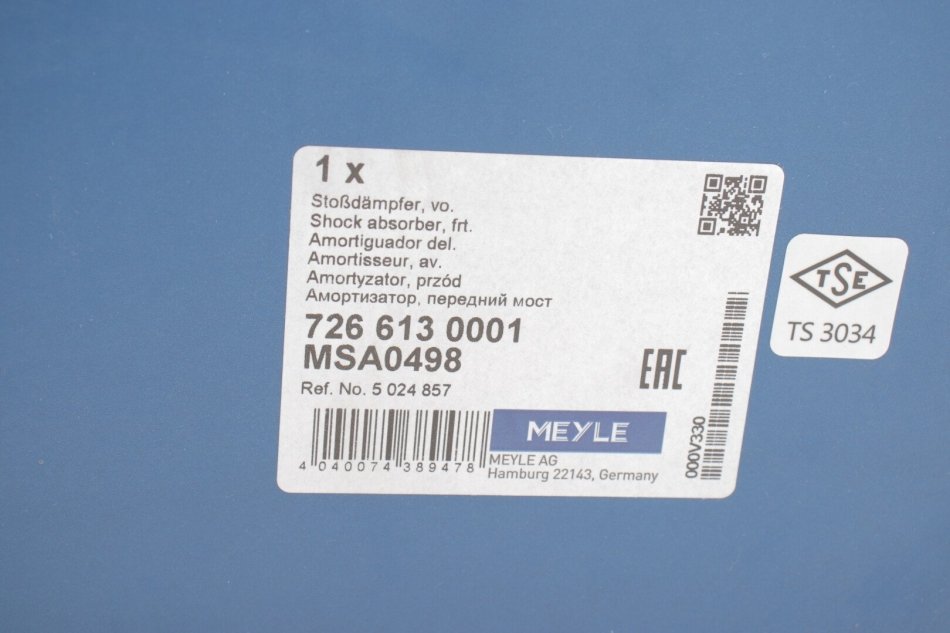 1 x
Stoßdämpfer, vo.
Shock absorber, frt.
Amortiguador del.
Amortisseur, av.
Amortyzator, przód
Амортизатор, передний мост
726 613 0001
MSA0498
Ref. No. 5 024 857
EAC
4 040074 389478
MEYLE
MEYLE AG
Hamburg 22143, Germany
000V330
TSE
TS 3034